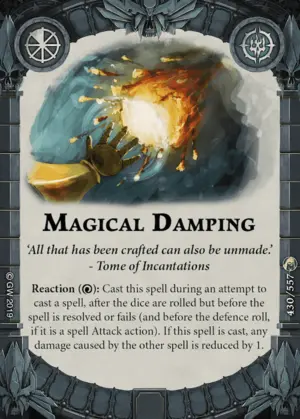 MAGICAL DAMPING
‘All that has been crafted can also be unmade.’
- Tome of Incantations
Reaction (): Cast this spell during an attempt to
cast a spell, after the dice are rolled but before the
spell is resolved or fails (and before the defence roll,
if it is a spell Attack action). If this spell is cast, any
damage caused by the other spell is reduced by 1.
© GW 2019
430/557